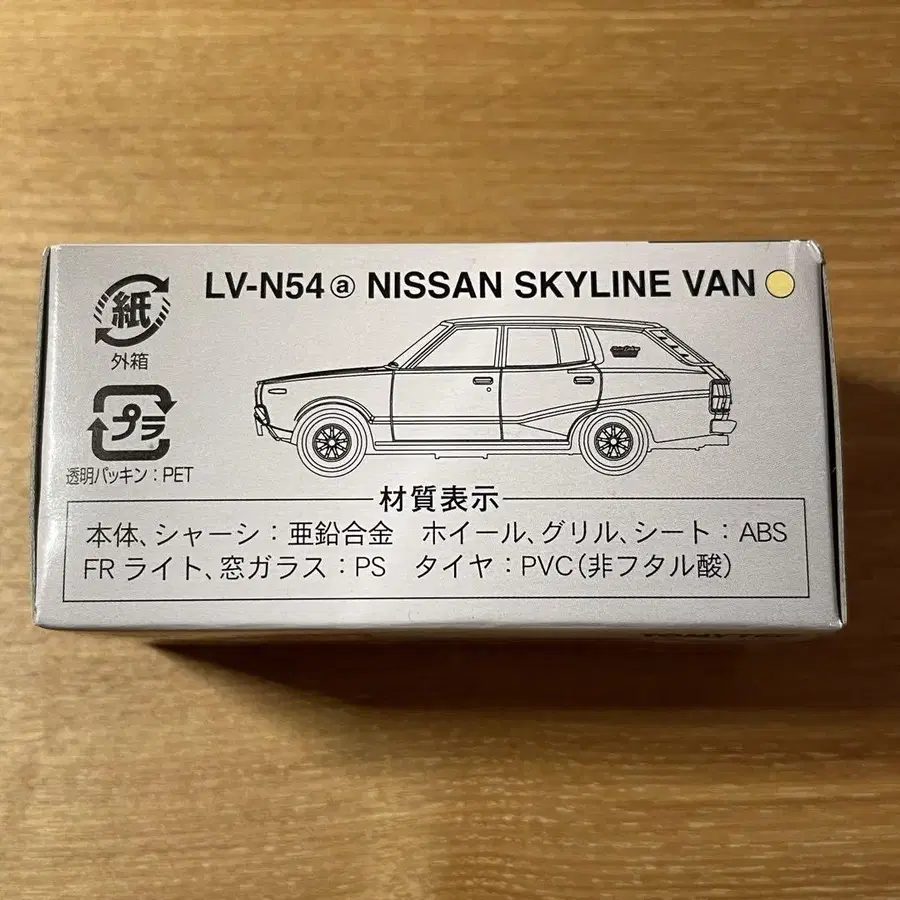 LV-N54 ⓐ NISSAN SKYLINE VAN
紙
外箱
プラ
透明パッキン：PET
材質表示
本体、シャーシ：亜鉛合金　ホイール、グリル、シート：ABS
FRライト、窓ガラス：PS　タイヤ：PVC（非フタル酸）